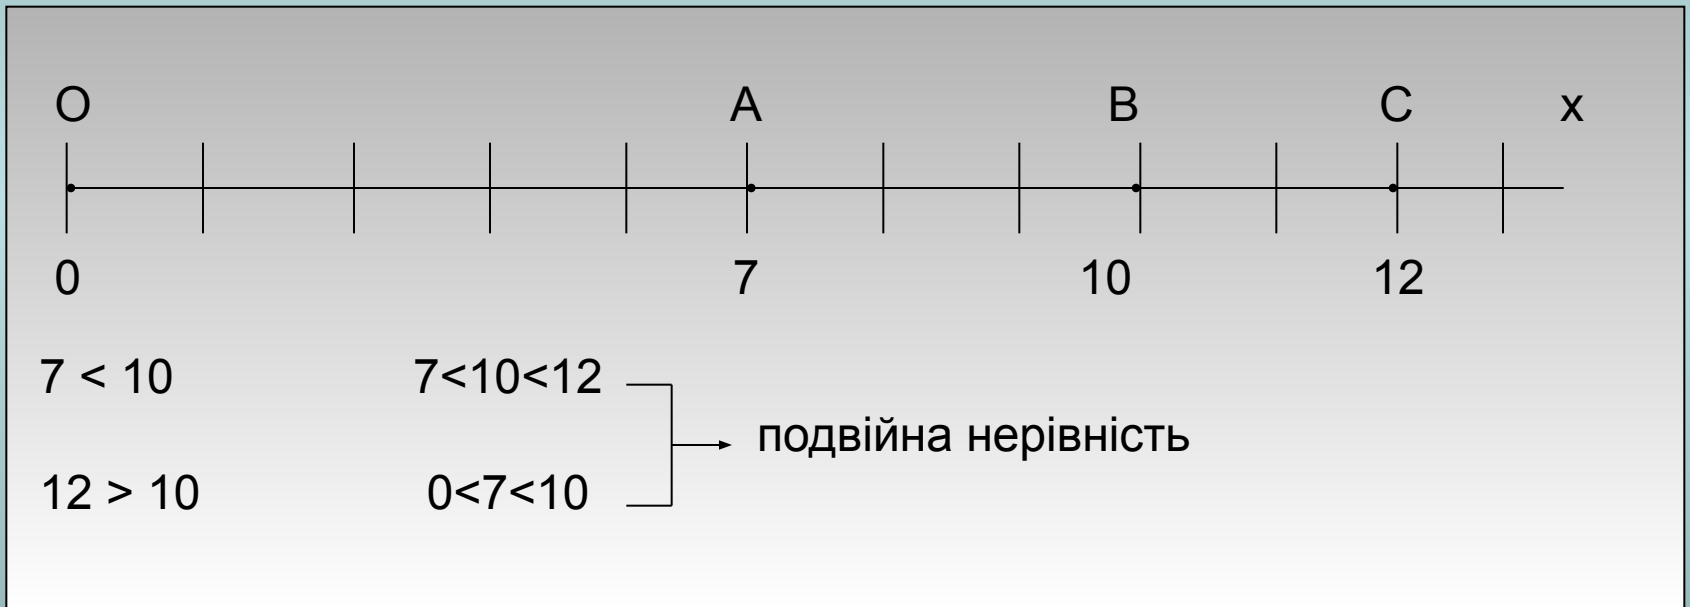 O A B C x
0 7 10 12
7 < 10 7<10<12
подвійна нерівність
12 > 10 0<7<10